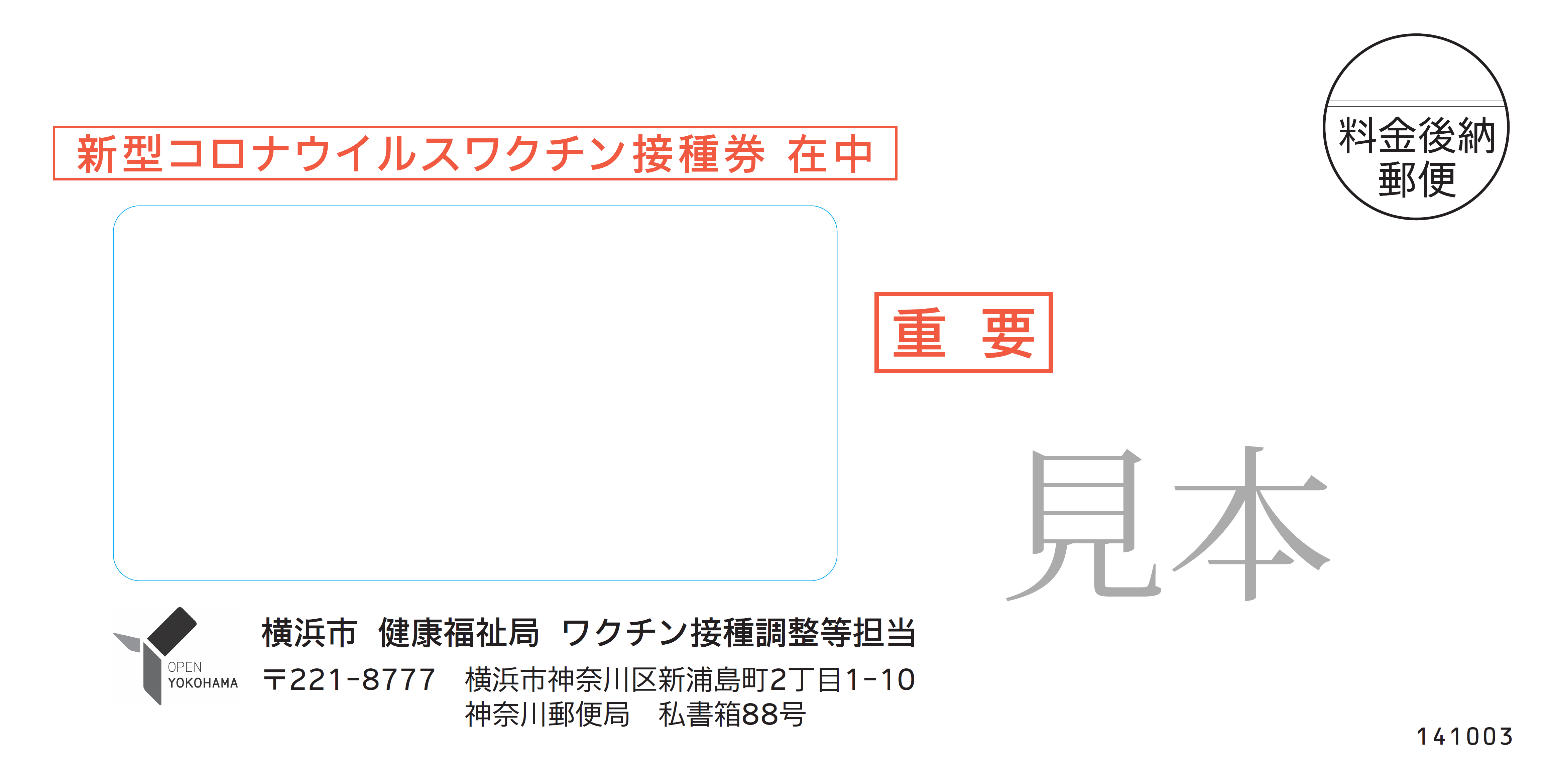 料金後納
郵便
新型コロナウイルスワクチン接種券 在中
重 要
見本
OPEN
YOKOHAMA
横浜市 健康福祉局 ワクチン接種調整等担当
〒221-8777 横浜市神奈川区新浦島町2丁目1-10
神奈川郵便局 私書箱88号
141003